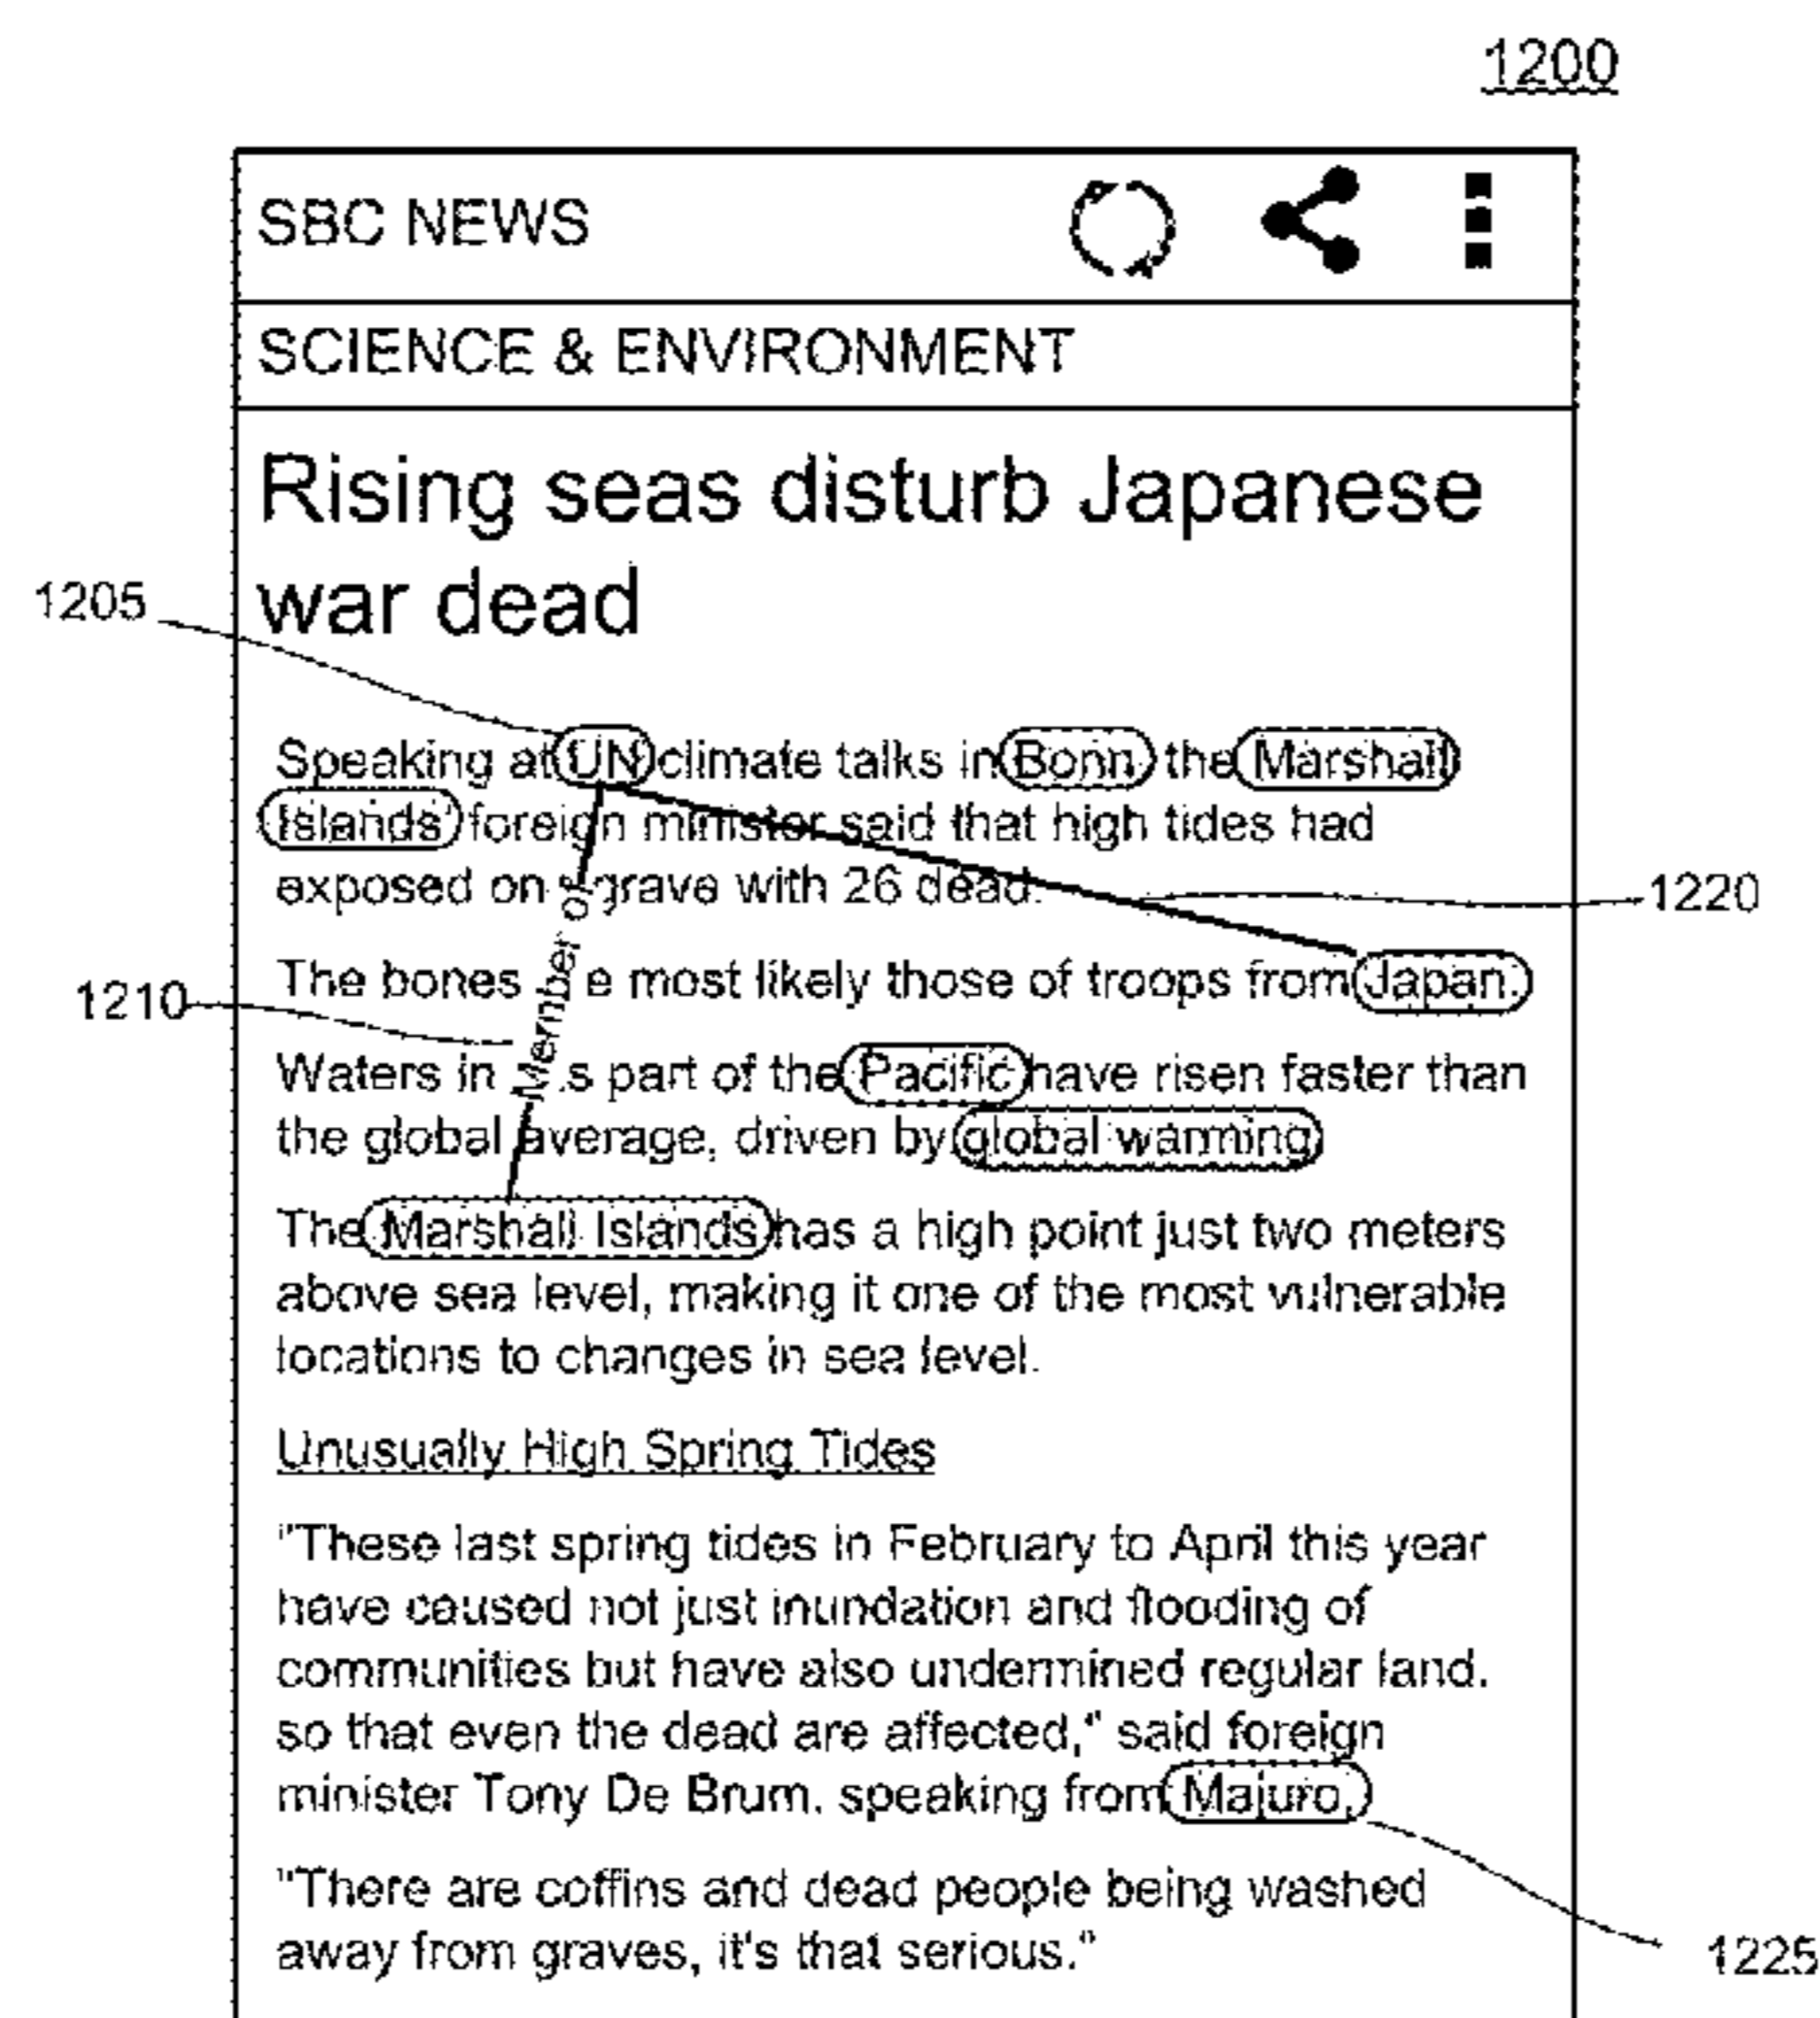 1200
SBC NEWS
SCIENCE & ENVIRONMENT
Rising seas disturb Japanese
war dead
1205
Speaking at UN climate talks in Bonn the Marshall
Islands foreign minister said that high tides had
exposed on grave with 26 dead.
1220
The bones e most likely those of troops from Japan.
1210
Member of
Waters in s part of the Pacific have risen faster than
the global average, driven by global warming
The Marshall Islands has a high point just two meters
above sea level, making it one of the most vulnerable
locations to changes in sea level.
Unusually High Spring Tides
"These last spring tides in February to April this year
have caused not just inundation and flooding of
communities but have also undermined regular land.
so that even the dead are affected," said foreign
minister Tony De Brum. speaking from Majuro.
"There are coffins and dead people being washed
away from graves, it's that serious."
1225